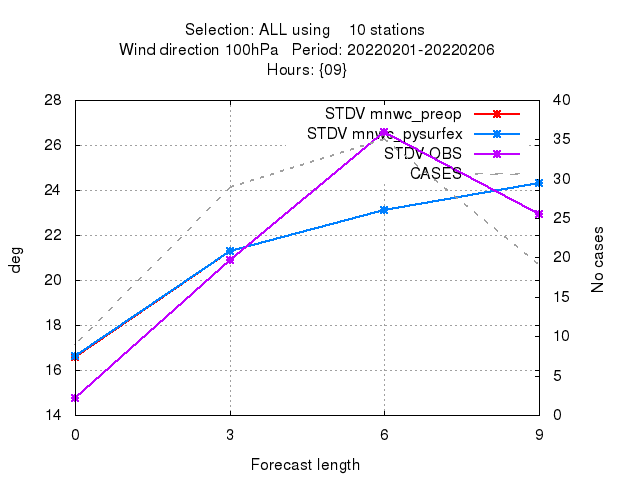 Selection: ALL using    10 stations
Wind direction 100hPa   Period: 20220201-20220206
Hours: {09}
STDV mnwc_preop
STDV mnwc_pysurfex
STDV OBS
CASES
28
26
24
22
20
18
16
14
deg
40
35
30
25
20
15
10
5
0
No cases
0 3 6 9
Forecast length